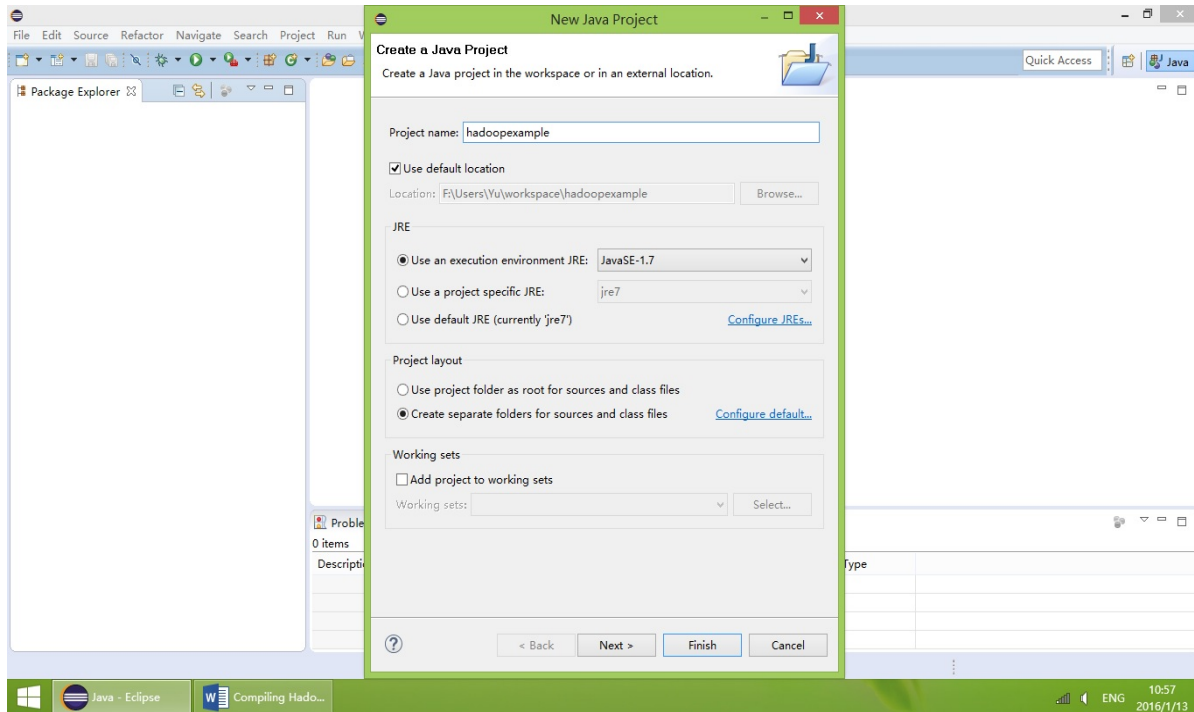 New Java Project
File Edit Source Refactor Navigate Search Project Run
Quick Access
Java
Package Explorer
Create a Java Project
Create a Java project in the workspace or in an external location.
Project name: hadoopexample
Use default location
Location: F:\Users\Yu\workspace\hadoopexample Browse...
JRE
Use an execution environment JRE: JavaSE-1.7
Use a project specific JRE: jre7
Use default JRE (currently 'jre7') Configure JREs...
Project layout
Use project folder as root for sources and class files
Create separate folders for sources and class files Configure default...
Working sets
Add project to working sets
Working sets: Select...
Proble
0 items
Descripti Type
? < Back Next > Finish Cancel
Java - Eclipse Compiling Hado... ENG 10:57
2016/1/13